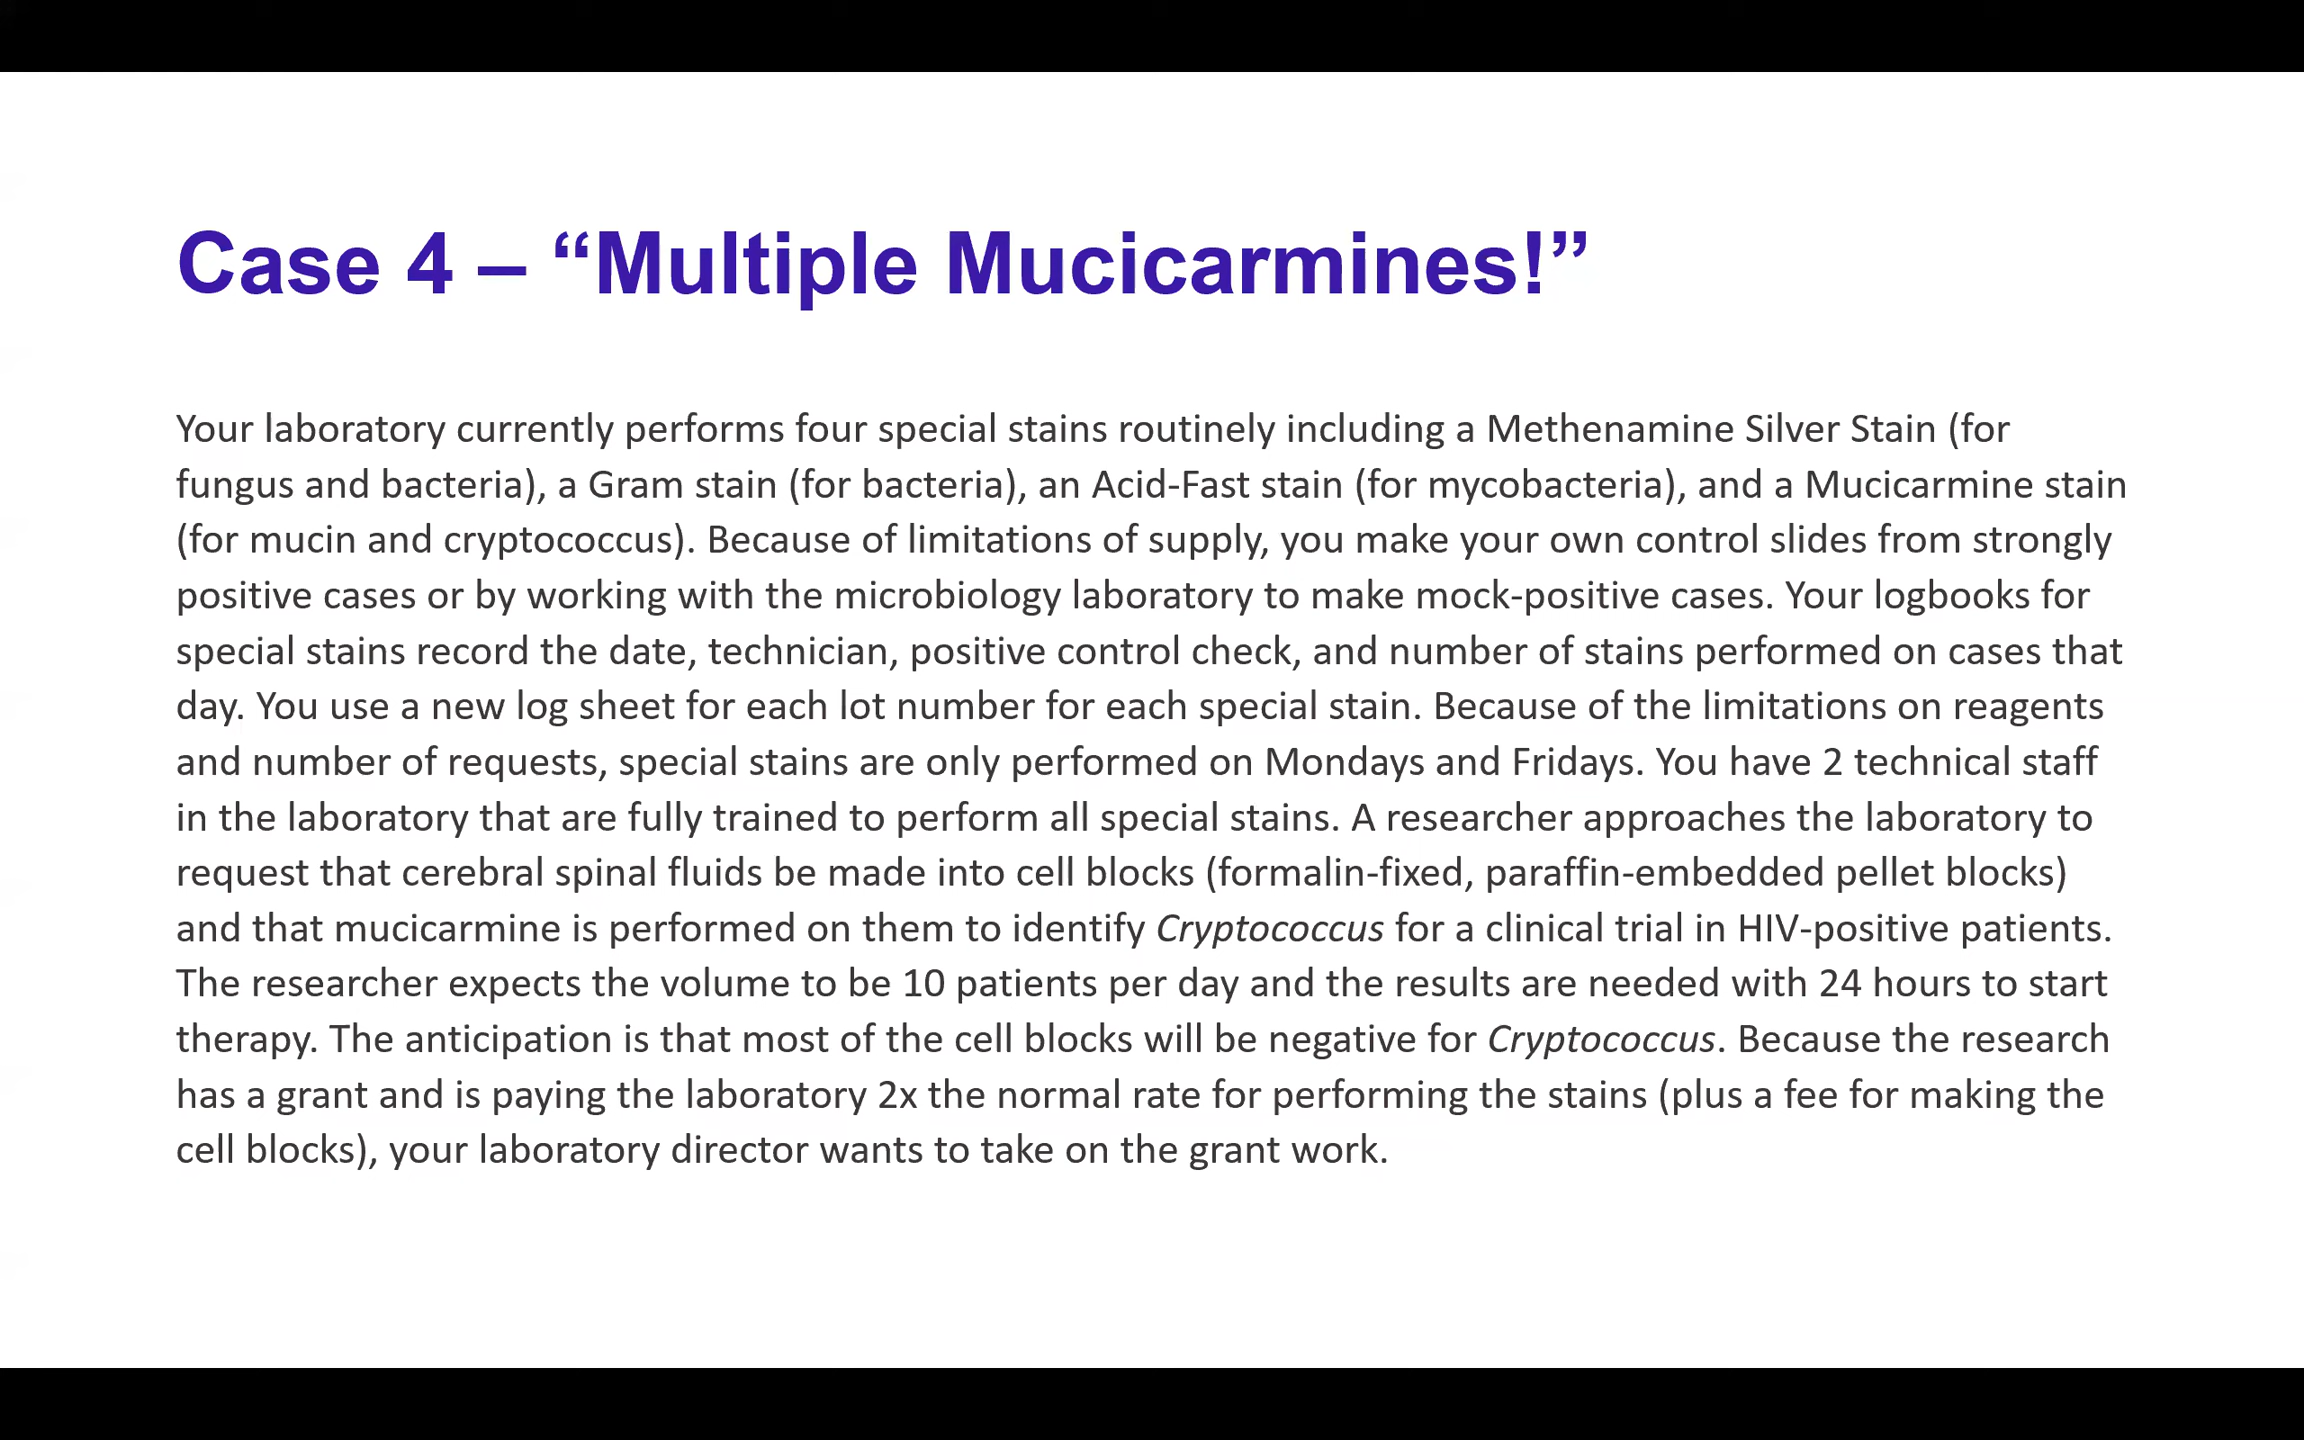 Case 4 – “Multiple Mucicarmines!”
Your laboratory currently performs four special stains routinely including a Methenamine Silver Stain (for
fungus and bacteria), a Gram stain (for bacteria), an Acid-Fast stain (for mycobacteria), and a Mucicarmine stain
(for mucin and cryptococcus). Because of limitations of supply, you make your own control slides from strongly
positive cases or by working with the microbiology laboratory to make mock-positive cases. Your logbooks for
special stains record the date, technician, positive control check, and number of stains performed on cases that
day. You use a new log sheet for each lot number for each special stain. Because of the limitations on reagents
and number of requests, special stains are only performed on Mondays and Fridays. You have 2 technical staff
in the laboratory that are fully trained to perform all special stains. A researcher approaches the laboratory to
request that cerebral spinal fluids be made into cell blocks (formalin-fixed, paraffin-embedded pellet blocks)
and that mucicarmine is performed on them to identify Cryptococcus for a clinical trial in HIV-positive patients.
The researcher expects the volume to be 10 patients per day and the results are needed with 24 hours to start
therapy. The anticipation is that most of the cell blocks will be negative for Cryptococcus. Because the research
has a grant and is paying the laboratory 2x the normal rate for performing the stains (plus a fee for making the
cell blocks), your laboratory director wants to take on the grant work.